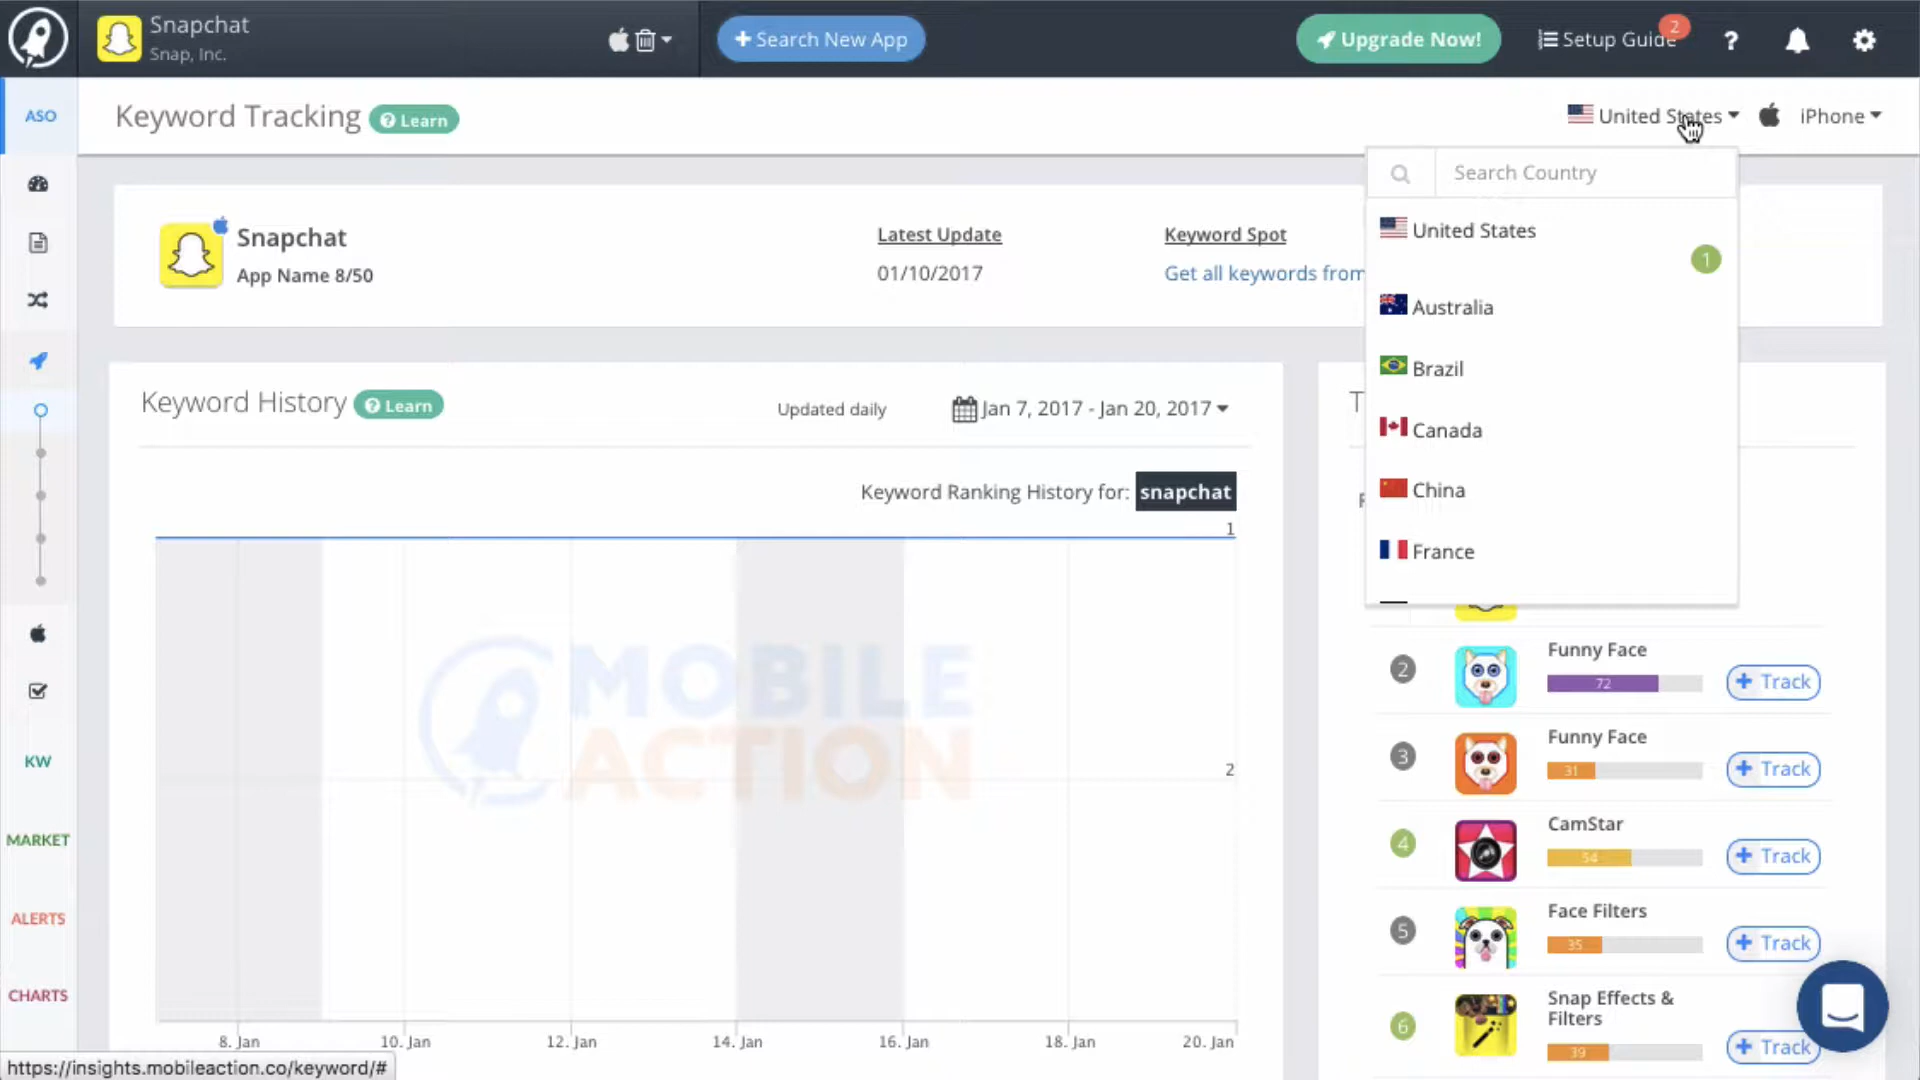 Snapchat
Snap, Inc.
+ Search New App
Upgrade Now!
Setup Guide
2
?
ASO
Keyword Tracking
? Learn
United States
iPhone
Search Country
United States
1
Australia
Brazil
Canada
China
France
Snapchat
App Name 8/50
Latest Update
01/10/2017
Keyword Spot
Get all keywords from
Keyword History
? Learn
Updated daily
Jan 7, 2017 - Jan 20, 2017
Keyword Ranking History for: snapchat
1
2
MOBILE
ACTION
8. Jan
10. Jan
12. Jan
14. Jan
16. Jan
18. Jan
20. Jan
2
Funny Face
72
+ Track
3
Funny Face
31
+ Track
4
CamStar
54
+ Track
5
Face Filters
35
+ Track
6
Snap Effects &
Filters
39
+ Track
KW
MARKET
ALERTS
CHARTS
https://insights.mobileaction.co/keyword/#